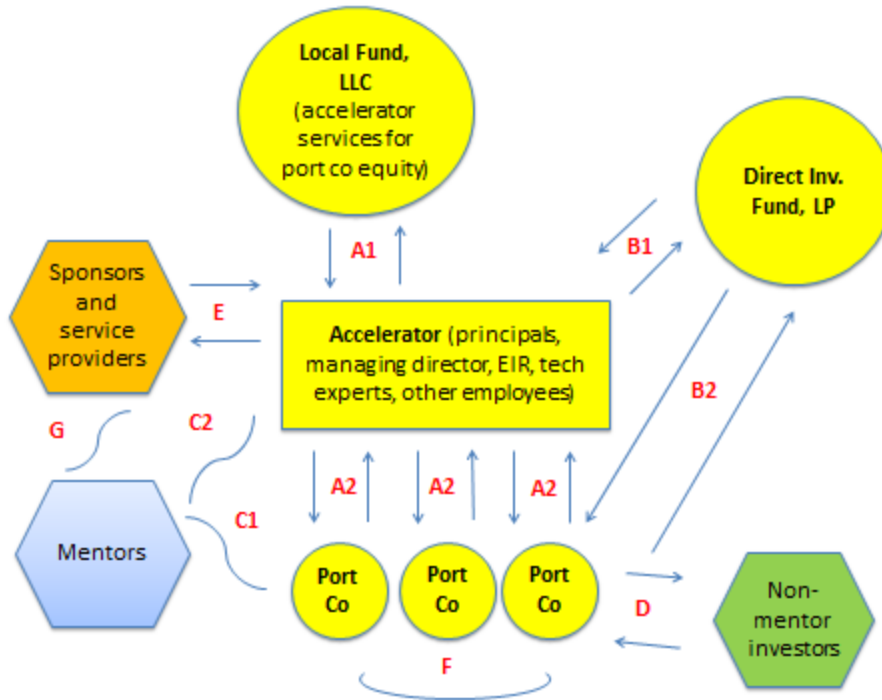 Local Fund,
LLC
(accelerator
services for
port co equity)
Direct Inv.
Fund, LP
A1
B1
Sponsors
and
service
providers
E
Accelerator (principals,
managing director, EIR, tech
experts, other employees)
B2
G
C2
A2
A2
A2
C1
Mentors
Port
Co
Port
Co
Port
Co
D
Non-
mentor
investors
F